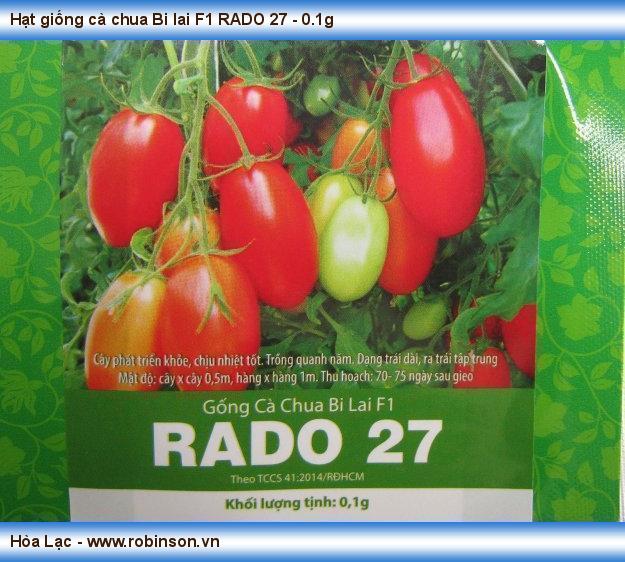 Hạt giống cà chua Bi lai F1 RADO 27 - 0.1g
Cây phát triển khỏe, chịu nhiệt tốt. Trồng quanh năm. Dạng trái dài, ra trái tập trung
Mật độ: cây x cây 0,5m, hàng x hàng 1m. Thu hoạch: 70- 75 ngày sau gieo
Gống Cà Chua Bi Lai F1
RADO 27
Theo TCCS 41:2014/RĐHCM
Khối lượng tịnh: 0,1g
Hòa Lạc - www.robinson.vn